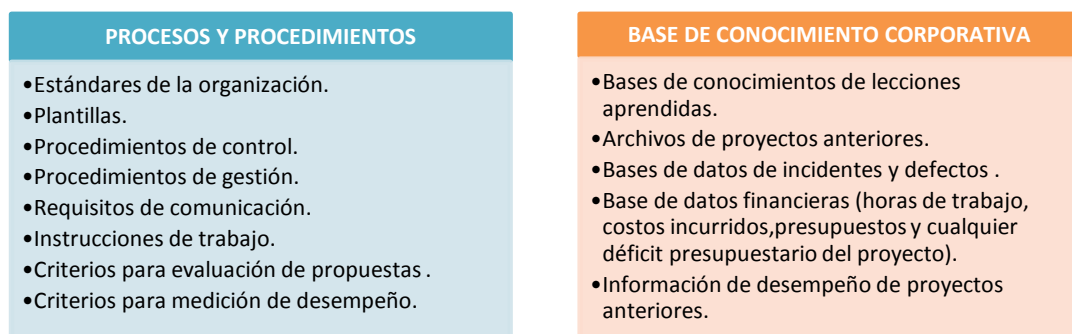 PROCESOS Y PROCEDIMIENTOS
•Estándares de la organización.
•Plantillas.
•Procedimientos de control.
•Procedimientos de gestión.
•Requisitos de comunicación.
•Instrucciones de trabajo.
•Criterios para evaluación de propuestas .
•Criterios para medición de desempeño.
BASE DE CONOCIMIENTO CORPORATIVA
•Bases de conocimientos de lecciones
aprendidas.
•Archivos de proyectos anteriores.
•Bases de datos de incidentes y defectos .
•Base de datos financieras (horas de trabajo,
costos incurridos,presupuestos y cualquier
déficit presupuestario del proyecto).
•Información de desempeño de proyectos
anteriores.